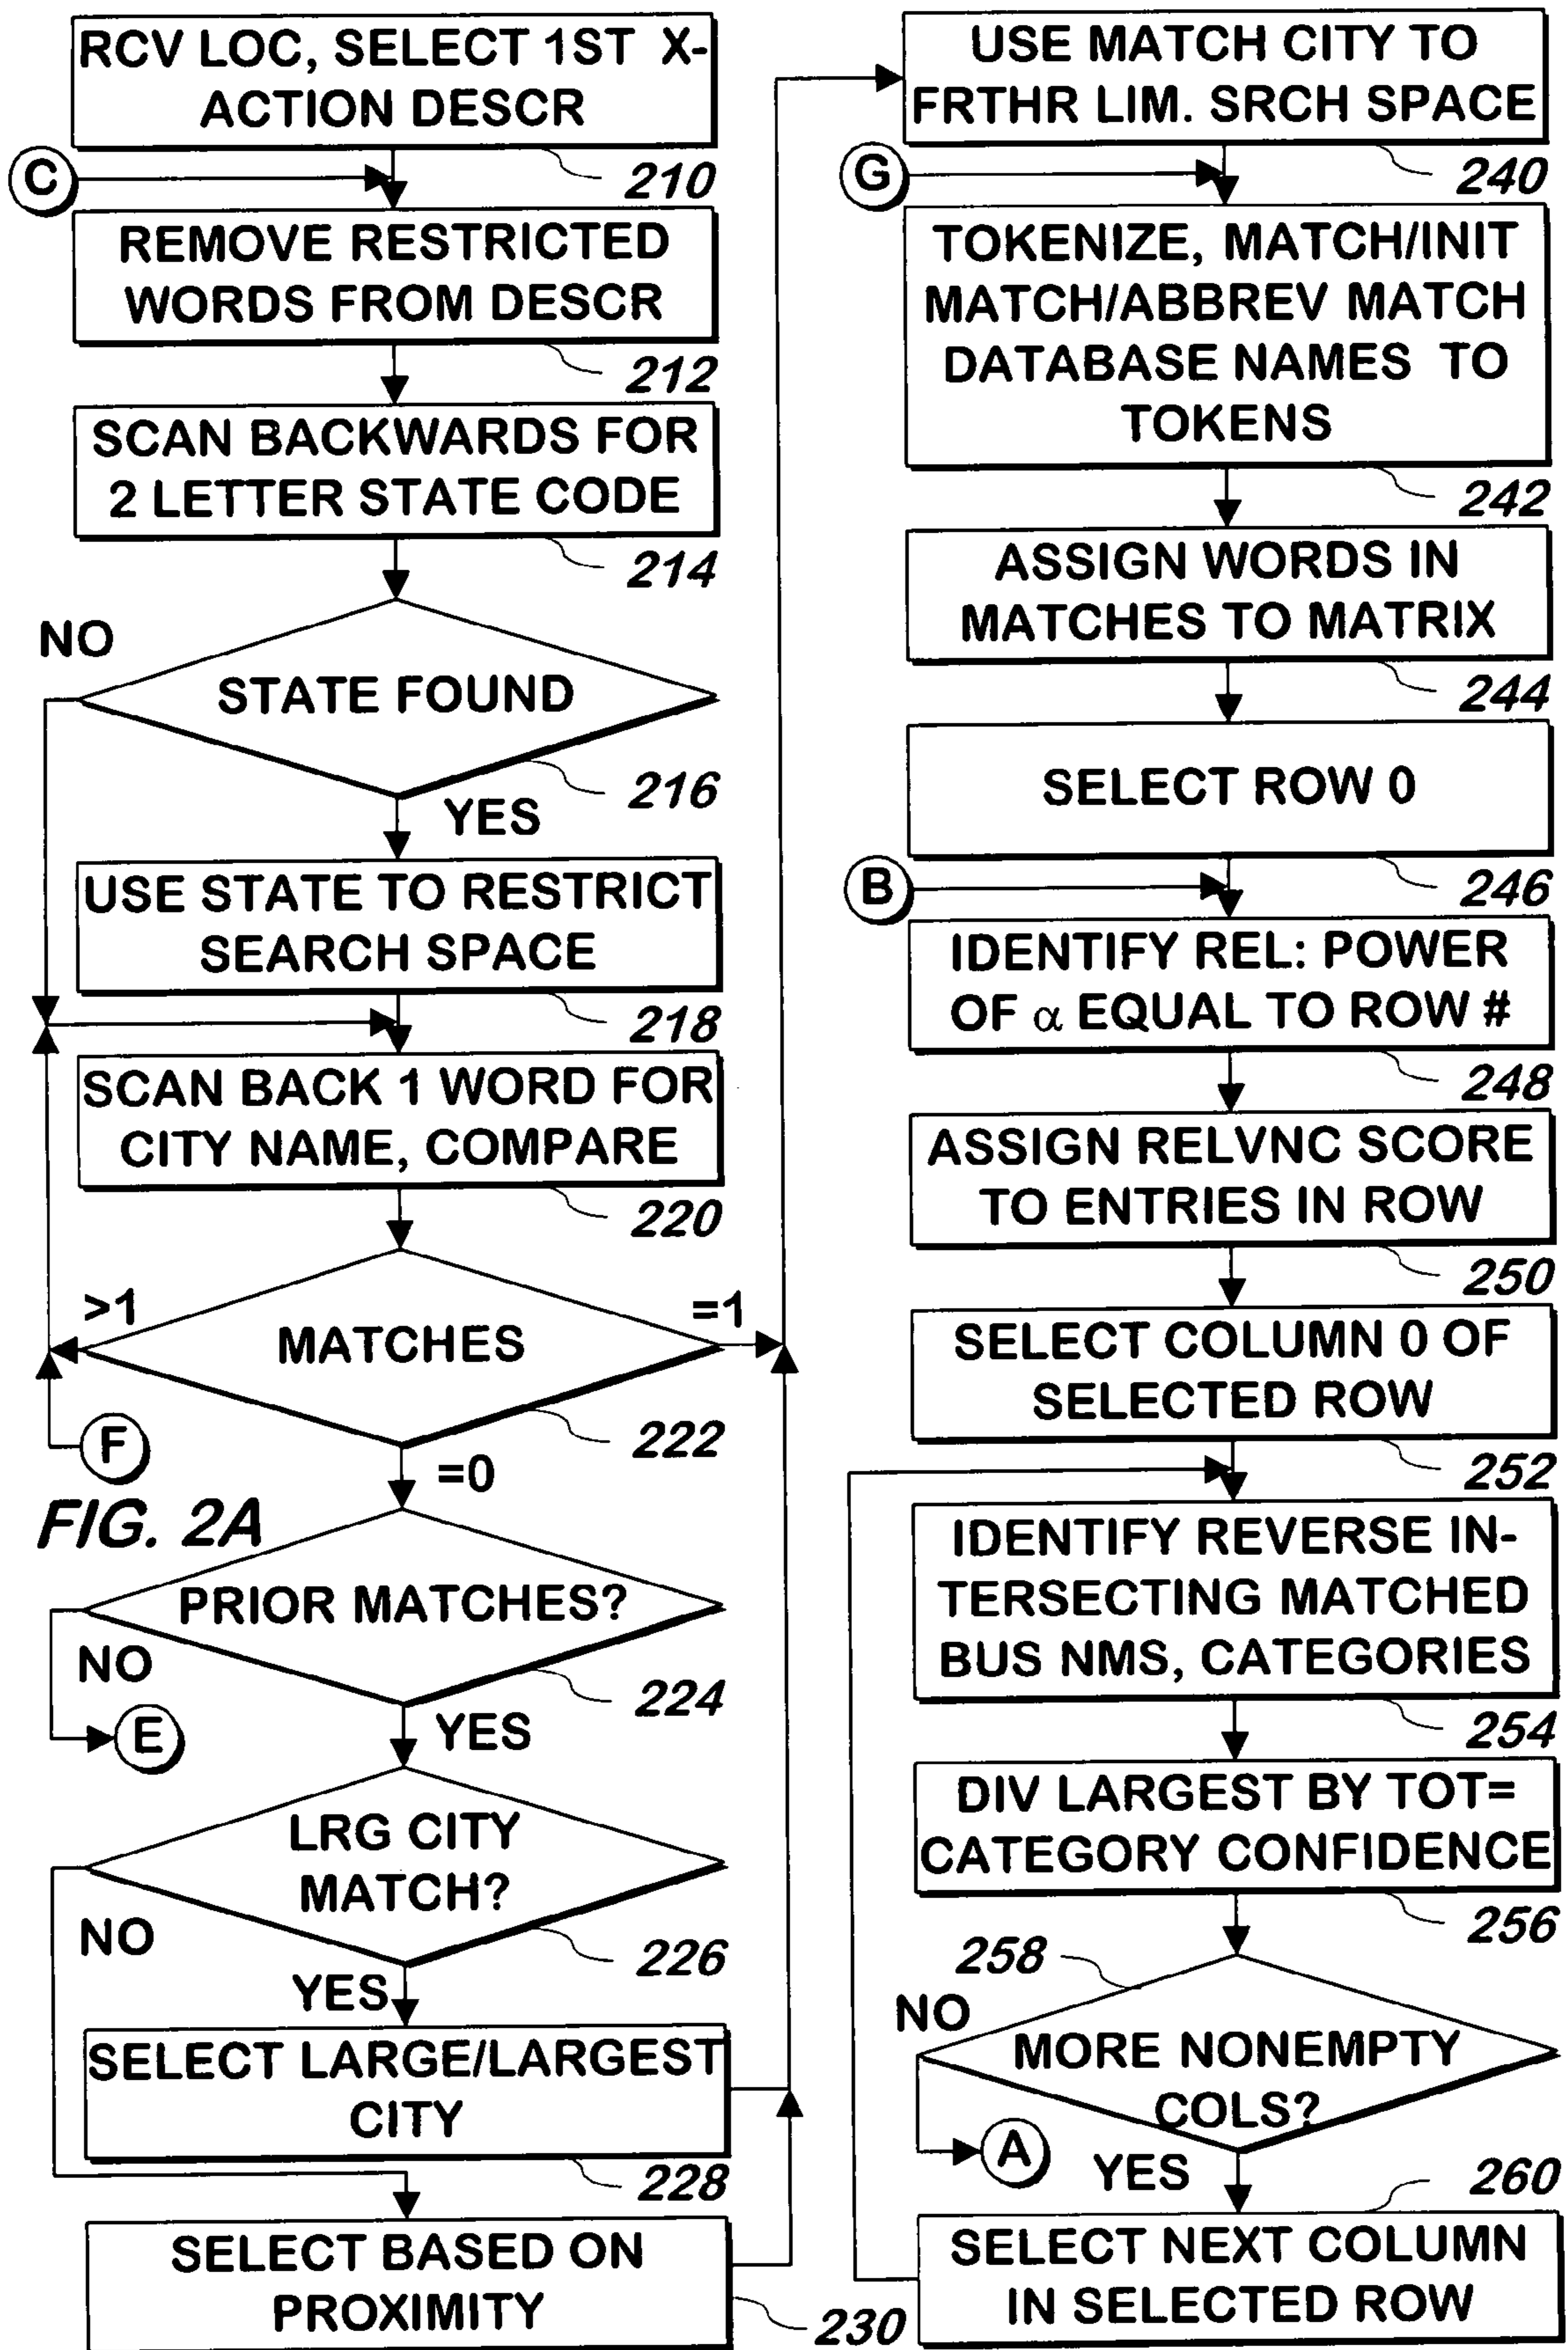 RCV LOC, SELECT 1ST X-
ACTION DESCR
210
C
REMOVE RESTRICTED
WORDS FROM DESCR
212
SCAN BACKWARDS FOR
2 LETTER STATE CODE
214
NO
STATE FOUND
216
YES
USE STATE TO RESTRICT
SEARCH SPACE
218
SCAN BACK 1 WORD FOR
CITY NAME, COMPARE
220
>1
=1
MATCHES
222
F
=0
FIG. 2A
PRIOR MATCHES?
NO
224
E
YES
LRG CITY
MATCH?
NO
226
YES
SELECT LARGE/LARGEST
CITY
228
SELECT BASED ON
PROXIMITY
230
USE MATCH CITY TO
FRTHR LIM. SRCH SPACE
240
G
TOKENIZE, MATCH/INIT
MATCH/ABBREV MATCH
DATABASE NAMES TO
TOKENS
242
ASSIGN WORDS IN
MATCHES TO MATRIX
244
SELECT ROW 0
246
B
IDENTIFY REL: POWER
OF α EQUAL TO ROW #
248
ASSIGN RELVNC SCORE
TO ENTRIES IN ROW
250
SELECT COLUMN 0 OF
SELECTED ROW
252
IDENTIFY REVERSE IN-
TERSECTING MATCHED
BUS NMS, CATEGORIES
254
DIV LARGEST BY TOT=
CATEGORY CONFIDENCE
256
258
NO
MORE NONEMPTY
COLS?
A
YES
260
SELECT NEXT COLUMN
IN SELECTED ROW